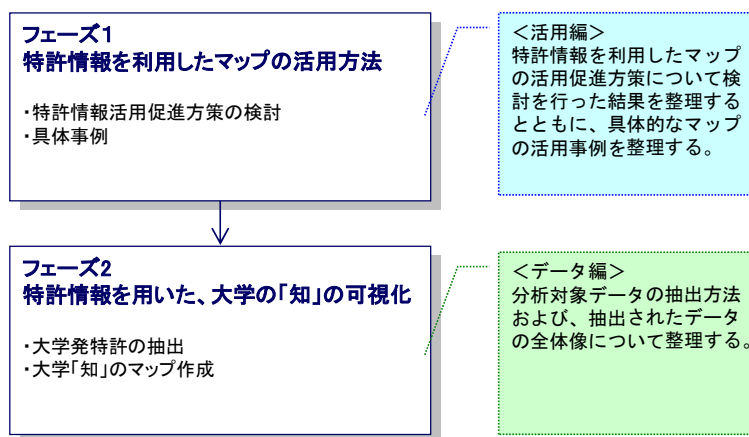 フェーズ1
特許情報を利用したマップの活用方法
・特許情報活用促進方策の検討
・具体事例
＜活用編＞
特許情報を利用したマップ
の活用促進方策について検
討を行った結果を整理する
とともに、具体的なマップ
の活用事例を整理する。
フェーズ2
特許情報を用いた、大学の「知」の可視化
・大学発特許の抽出
・大学「知」のマップ作成
＜データ編＞
分析対象データの抽出方法
および、抽出されたデータ
の全体像について整理する。